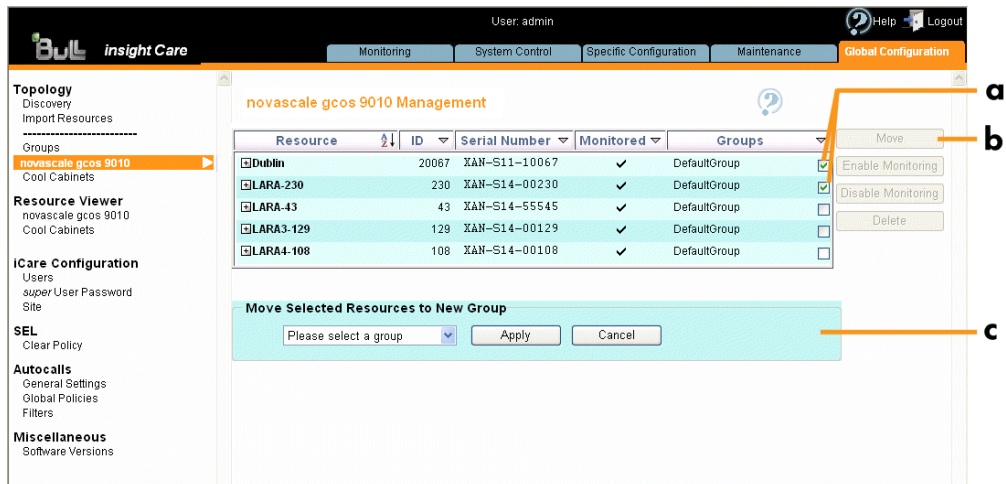 User: admin
Help Logout
Bull insight Care
Monitoring System Control Specific Configuration Maintenance Global Configuration
Topology
Discovery
Import Resources
-------------------------
Groups
novascale gcos 9010
Cool Cabinets
Resource Viewer
novascale gcos 9010
Cool Cabinets
iCare Configuration
Users
super User Password
Site
SEL
Clear Policy
Autocalls
General Settings
Global Policies
Filters
Miscellaneous
Software Versions
novascale gcos 9010 Management
Resource ID Serial Number Monitored Groups
Dublin 20067 XAN-S11-10067 DefaultGroup
LARA-230 230 XAN-S14-00230 DefaultGroup
LARA-43 43 XAN-S14-55545 DefaultGroup
LARA3-129 129 XAN-S14-00129 DefaultGroup
LARA4-108 108 XAN-S14-00108 DefaultGroup
Move
Enable Monitoring
Disable Monitoring
Delete
Move Selected Resources to New Group
Please select a group Apply Cancel
a
b
c